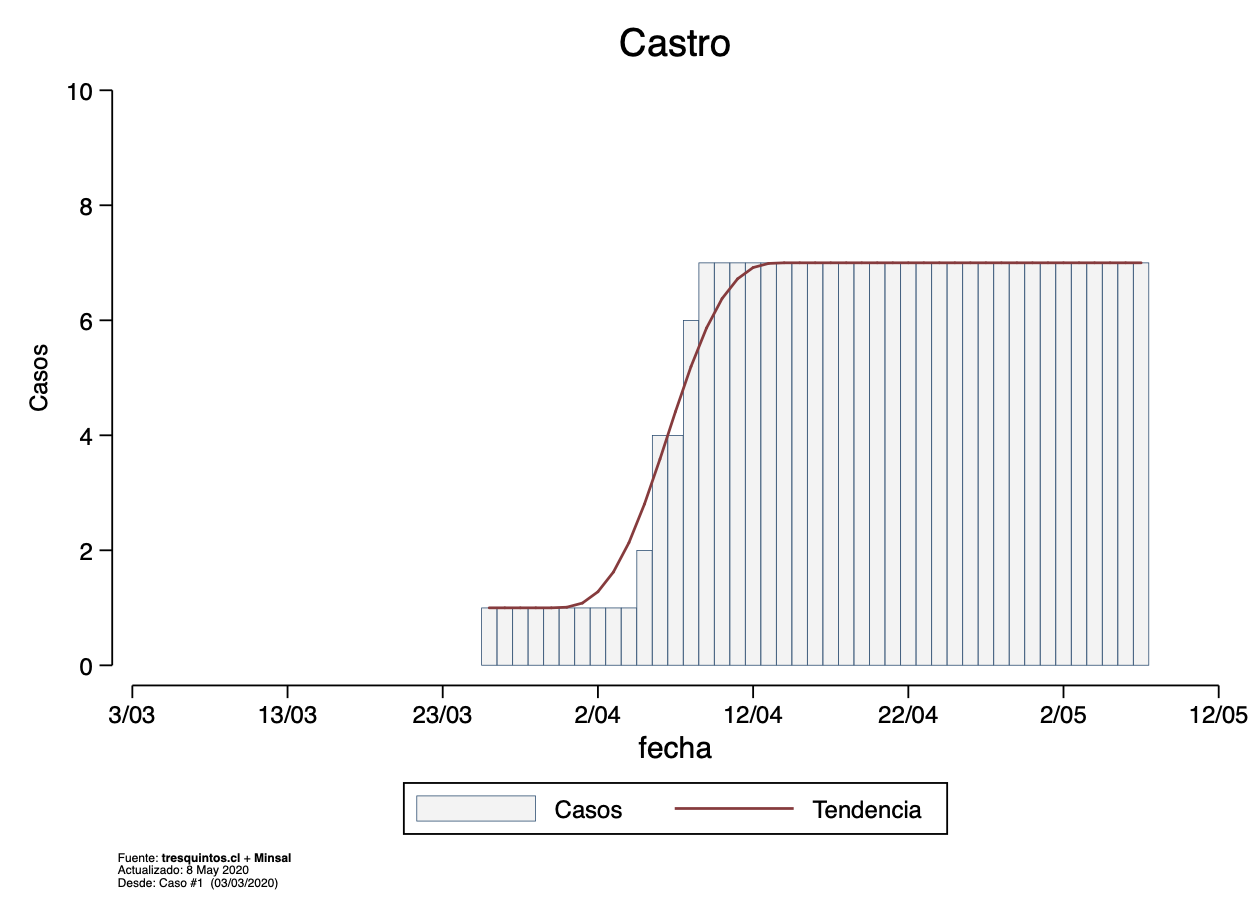 Castro
10
8
6
4
2
0
Casos
3/03 13/03 23/03 2/04 12/04 22/04 2/05 12/05
fecha
Casos Tendencia
Fuente: tresquintos.cl + Minsal
Actualizado: 8 May 2020
Desde: Caso #1 (03/03/2020)